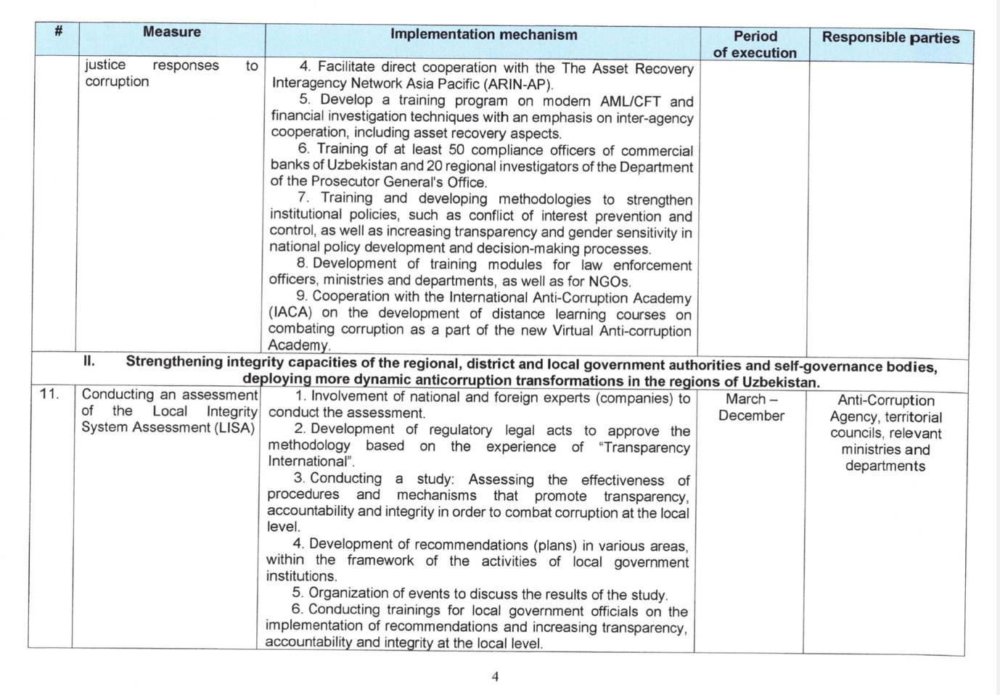 #
Measure
Implementation mechanism
Period
of execution
Responsible parties
justice responses to
corruption
4. Facilitate direct cooperation with the The Asset Recovery
Interagency Network Asia Pacific (ARIN-AP).
5. Develop a training program on modern AML/CFT and
financial investigation techniques with an emphasis on inter-agency
cooperation, including asset recovery aspects.
6. Training of at least 50 compliance officers of commercial
banks of Uzbekistan and 20 regional investigators of the Department
of the Prosecutor General's Office.
7. Training and developing methodologies to strengthen
institutional policies, such as conflict of interest prevention and
control, as well as increasing transparency and gender sensitivity in
national policy development and decision-making processes.
8. Development of training modules for law enforcement
officers, ministries and departments, as well as for NGOs.
9. Cooperation with the International Anti-Corruption Academy
(IACA) on the development of distance learning courses on
combating corruption as a part of the new Virtual Anti-corruption
Academy.
II. Strengthening integrity capacities of the regional, district and local government authorities and self-governance bodies,
deploying more dynamic anticorruption transformations in the regions of Uzbekistan.
11.
Conducting an assessment
of the Local Integrity
System Assessment (LISA)
1. Involvement of national and foreign experts (companies) to
conduct the assessment.
2. Development of regulatory legal acts to approve the
methodology based on the experience of “Transparency
International”.
3. Conducting a study: Assessing the effectiveness of
procedures and mechanisms that promote transparency,
accountability and integrity in order to combat corruption at the local
level.
4. Development of recommendations (plans) in various areas,
within the framework of the activities of local government
institutions.
5. Organization of events to discuss the results of the study.
6. Conducting trainings for local government officials on the
implementation of recommendations and increasing transparency,
accountability and integrity at the local level.
March –
December
Anti-Corruption
Agency, territorial
councils, relevant
ministries and
departments
4